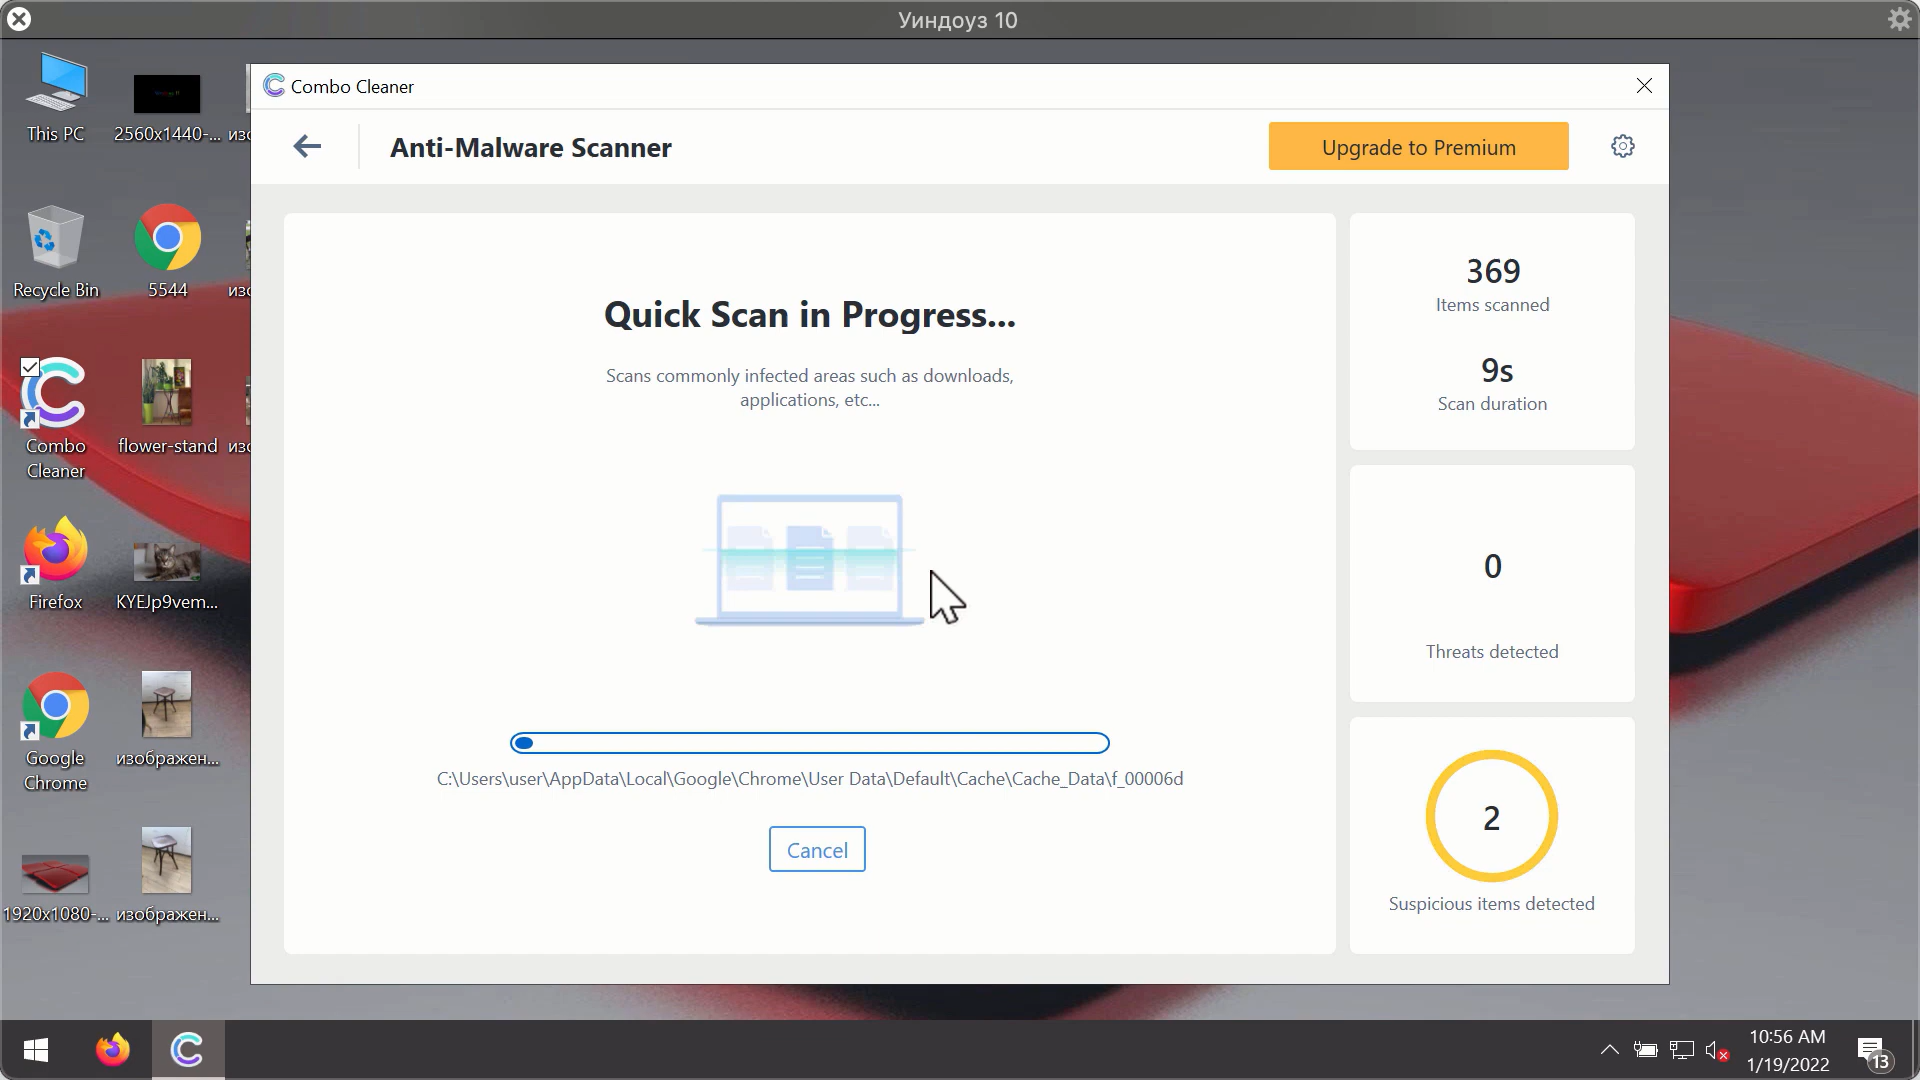 Уиндоуз 10
This PC
2560x1440-...
изо
Recycle Bin
5544
изо
Combo
Cleaner
flower-stand
изо
Firefox
KYEJp9vem...
Google
Chrome
изображен...
1920x1080-...
изображен...
Combo Cleaner
Anti-Malware Scanner
Upgrade to Premium
Quick Scan in Progress...
Scans commonly infected areas such as downloads,
applications, etc...
C:\Users\user\AppData\Local\Google\Chrome\User Data\Default\Cache\Cache_Data\f_00006d
Cancel
369
Items scanned
9s
Scan duration
0
Threats detected
2
Suspicious items detected
10:56 AM
1/19/2022
13